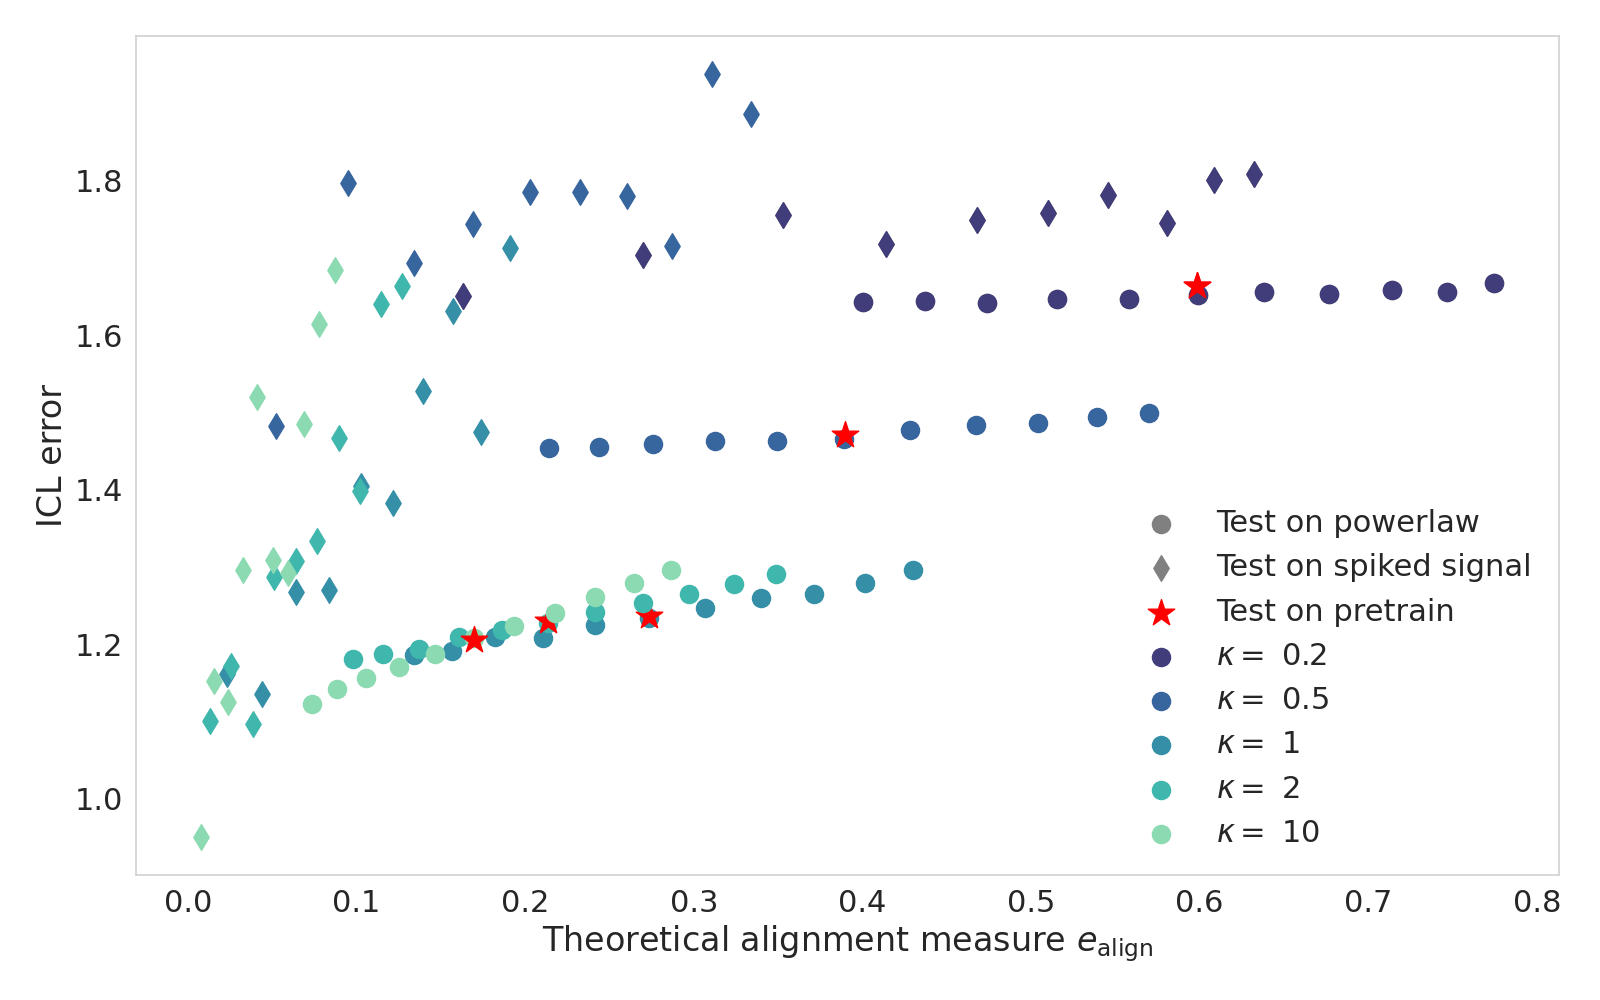 ICL error
1.8
1.6
1.4
1.2
1.0
0.0 0.1 0.2 0.3 0.4 0.5 0.6 0.7 0.8
Theoretical alignment measure e_align
Test on powerlaw
Test on spiked signal
Test on pretrain
κ = 0.2
κ = 0.5
κ = 1
κ = 2
κ = 10